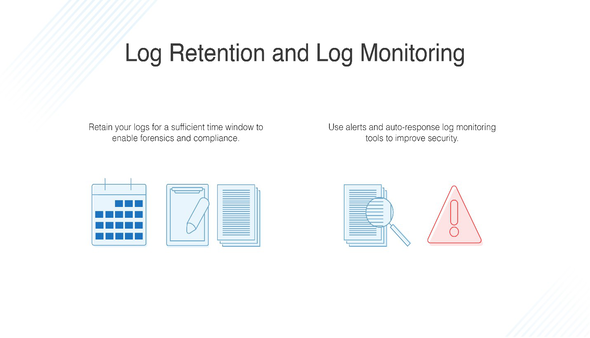 Log Retention and Log Monitoring
Retain your logs for a sufficient time window to
enable forensics and compliance.
Use alerts and auto-response log monitoring
tools to improve security.